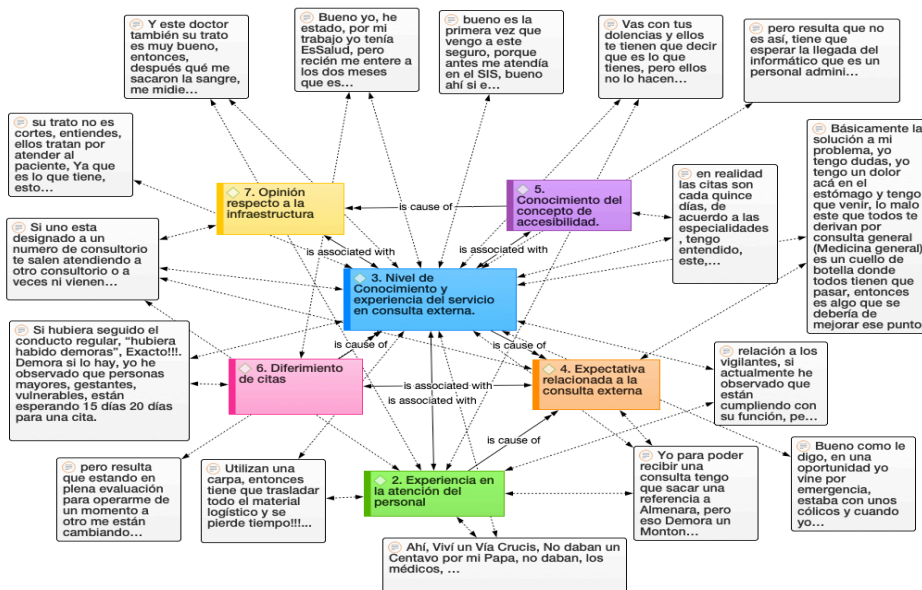 Y este doctor
también su trato
es muy bueno,
entonces,
después qué me
sacaron la sangre,
me midie…
Bueno yo, he
estado, por mi
trabajo yo tenía
EsSalud, pero
recién me entere a
los dos meses
que es…
bueno es la
primera vez que
vengo a este
seguro, porque
antes me atendía
en el SIS, bueno
ahí si e…
Vas con tus
dolencias y ellos
te tienen que decir
que es lo que
tienes, pero ellos
no lo hacen…
pero resulta que no
es así, tiene que
esperar la llegada del
informático que es un
personal admini…
su trato no es
cortes, entiendes,
ellos tratan por
atender al
paciente, Ya que
es lo que tiene,
esto…
Básicamente la
solución a mi
problema, yo
tengo dudas, yo
tengo un dolor
acá en el
estómago y tengo
que venir, lo malo
este que todos te
derivan por
consulta general
(Medicina general)
es un cuello de
botella donde
todos tienen que
pasar, entonces
es algo que se
debería de
mejorar ese punto
7. Opinión
respecto a la
infraestructura
is cause of
5.
Conocimiento del
concepto de
accesibilidad.
en realidad
las citas son
cada quince
días, de
acuerdo a las
especialidades
, tengo
entendido,
este,…
Si uno esta
designado a un
numero de consultorio
te salen atendiendo a
otro consultorio o a
veces ni vienen…
is associated with
is associated with
3. Nivel de
Conocimiento y
experiencia del servicio
en consulta externa.
Si hubiera seguido el
conducto regular, “hubiera
habido demoras”, Exacto!!!.
Demora si lo hay, yo he
observado que personas
mayores, gestantes,
vulnerables, están
esperando 15 días 20 días
para una cita.
is cause of
is cause of
6. Diferimiento
de citas
is associated with
is associated with
4. Expectativa
relacionada a la
consulta externa
relación a los
vigilantes, si
actualmente he
observado que
están
cumpliendo con
su función, pe…
is cause of
pero resulta
que estando en
plena evaluación
para operarme de
un momento a
otro me están
cambiando…
Utilizan una
carpa, entonces
tiene que trasladar
todo el material
logístico y se
pierde tiempo!!!...
2. Experiencia en
la atención del
personal
Yo para poder
recibir una
consulta tengo
que sacar una
referencia a
Almenara, pero
eso Demora un
Monton…
Bueno como le
digo, en una
oportunidad yo
vine por
emergencia,
estaba con unos
cólicos y cuando
yo…
Ahí, Viví un Vía Crucis, No daban un
Centavo por mi Papa, no daban, los
médicos, …